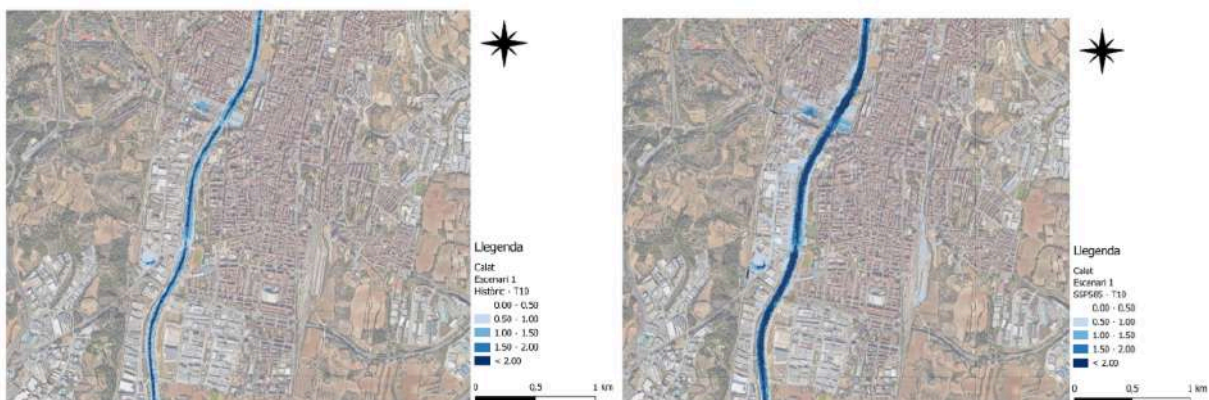 Llegenda
Calat
Escenari 1
Històric - T10
0.00 - 0.50
0.50 - 1.00
1.00 - 1.50
1.50 - 2.00
< 2.00
0 0,5 1 km
Llegenda
Calat
Escenari 1
SSP585 - T10
0.00 - 0.50
0.50 - 1.00
1.00 - 1.50
1.50 - 2.00
< 2.00
0 0,5 1 km